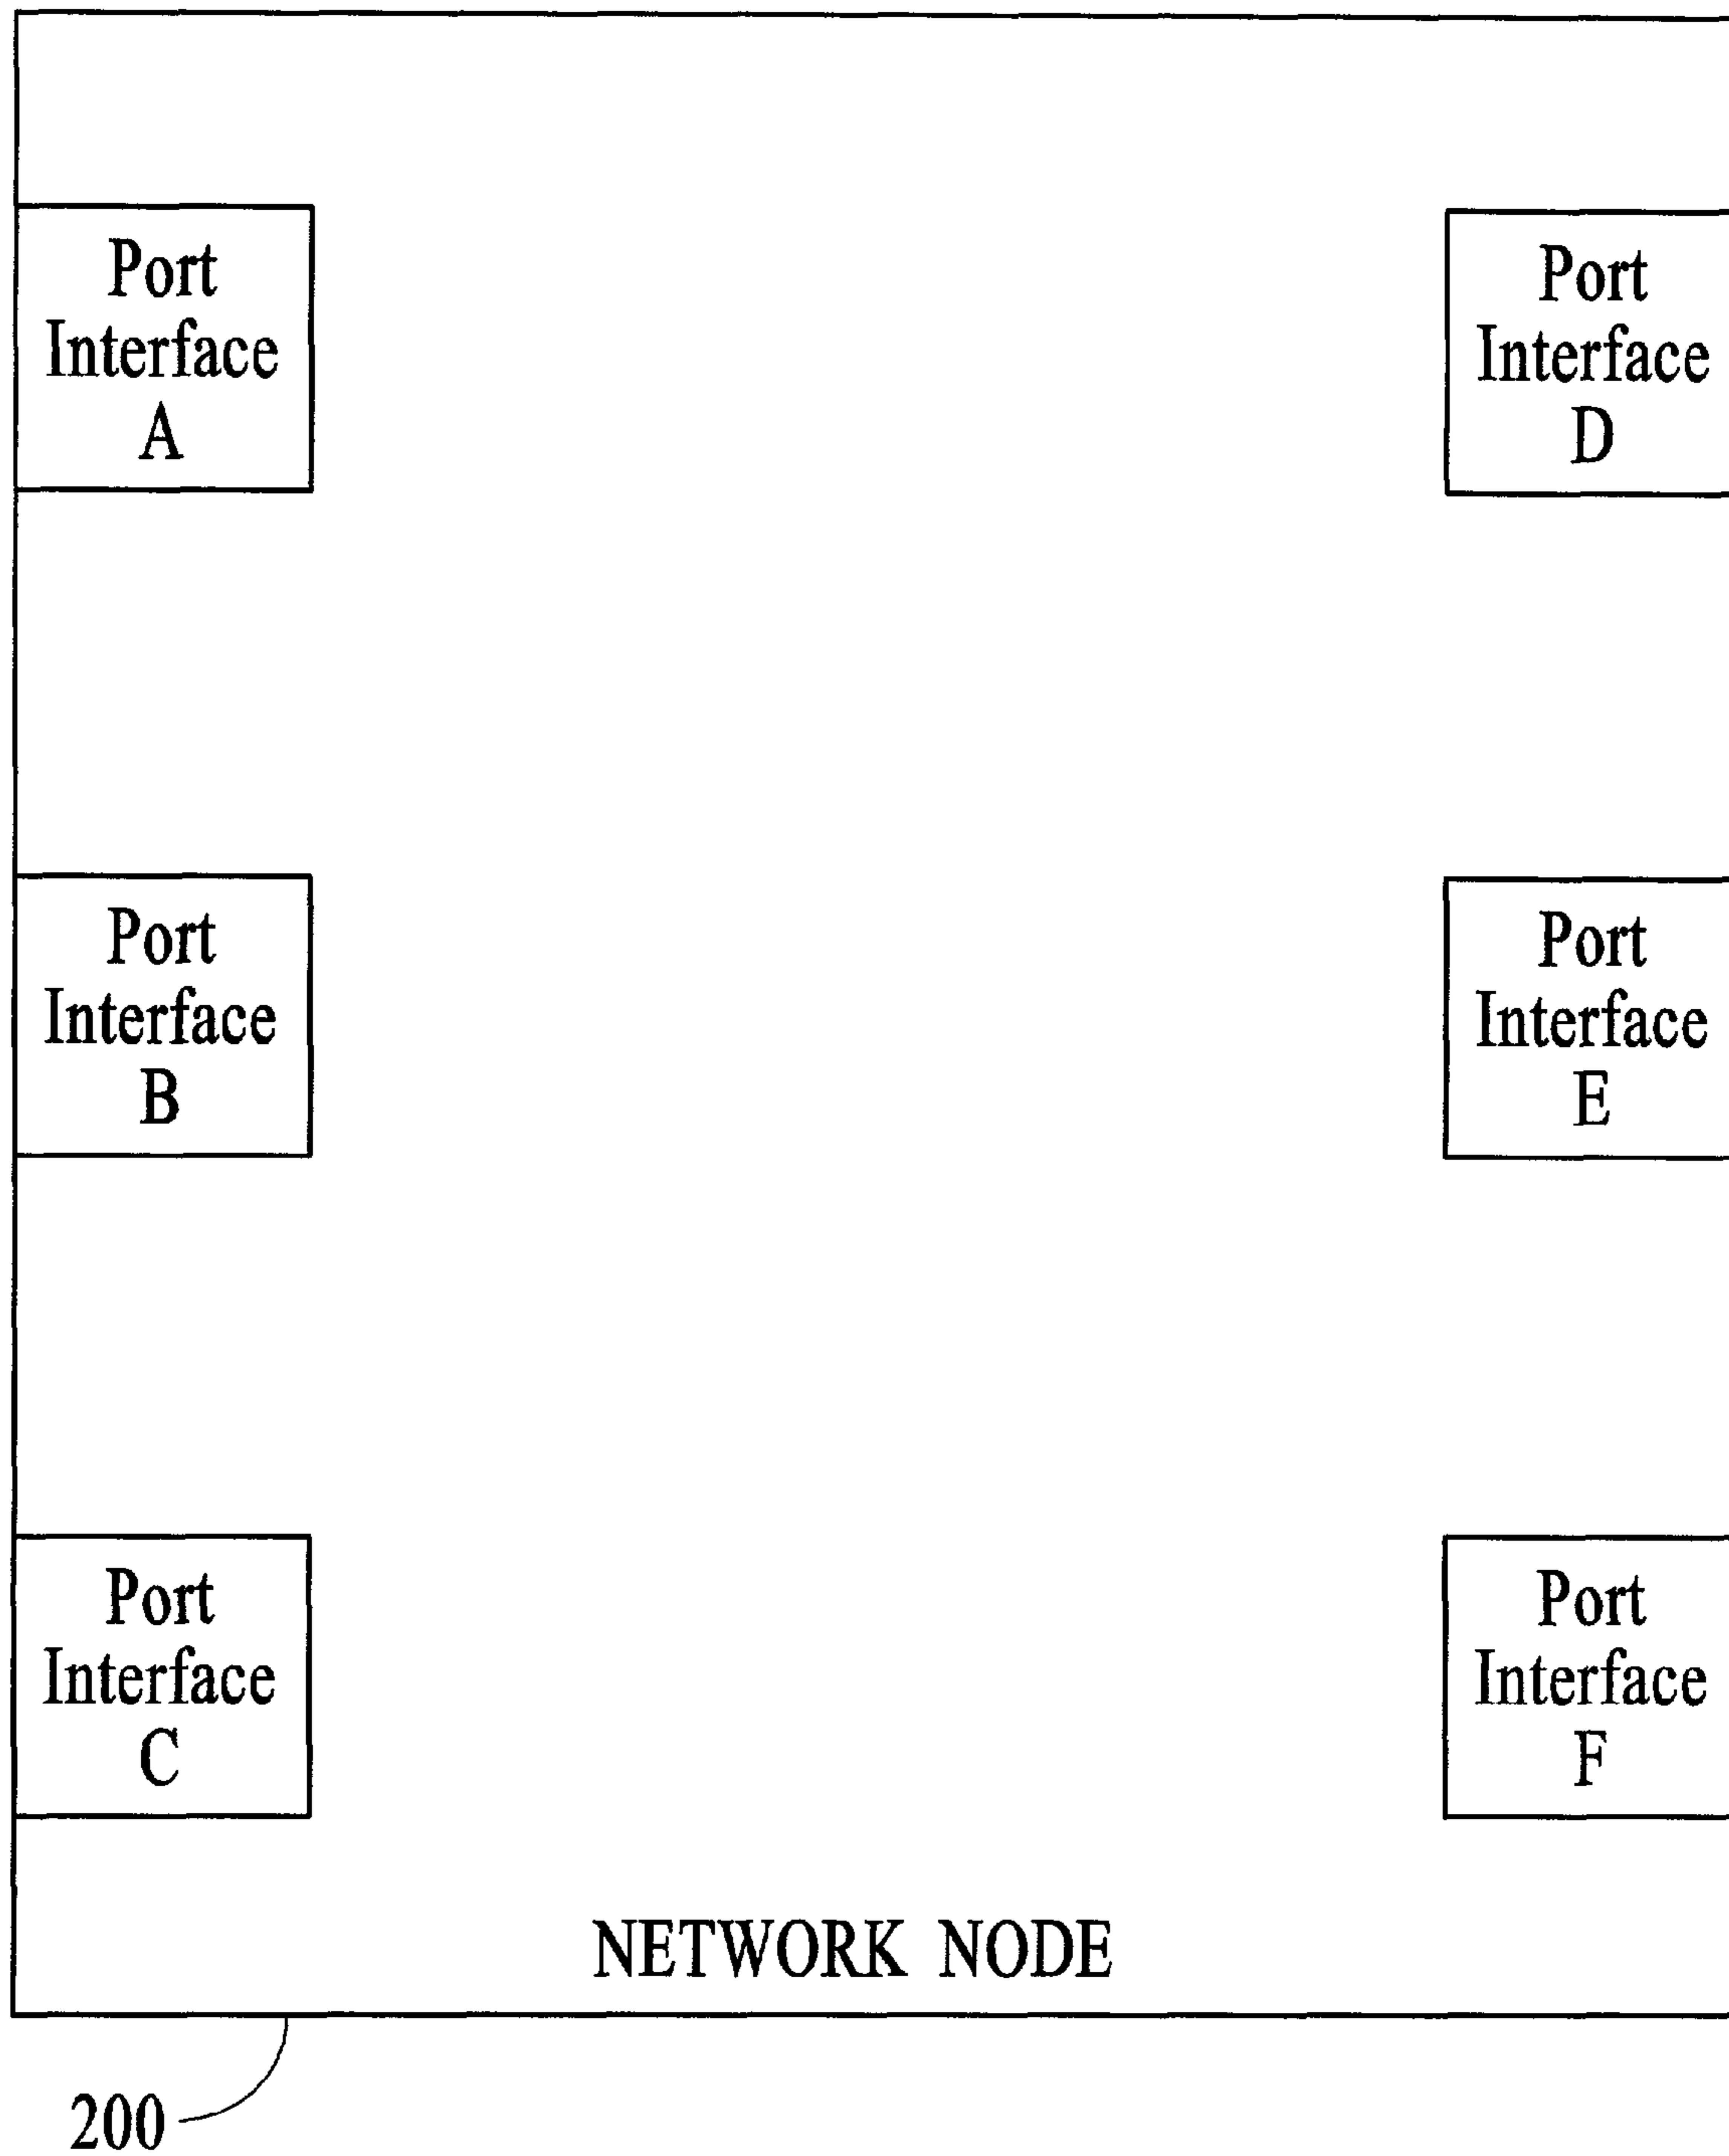 Port
Interface
A
Port
Interface
D
Port
Interface
B
Port
Interface
E
Port
Interface
C
Port
Interface
F
NETWORK NODE
200